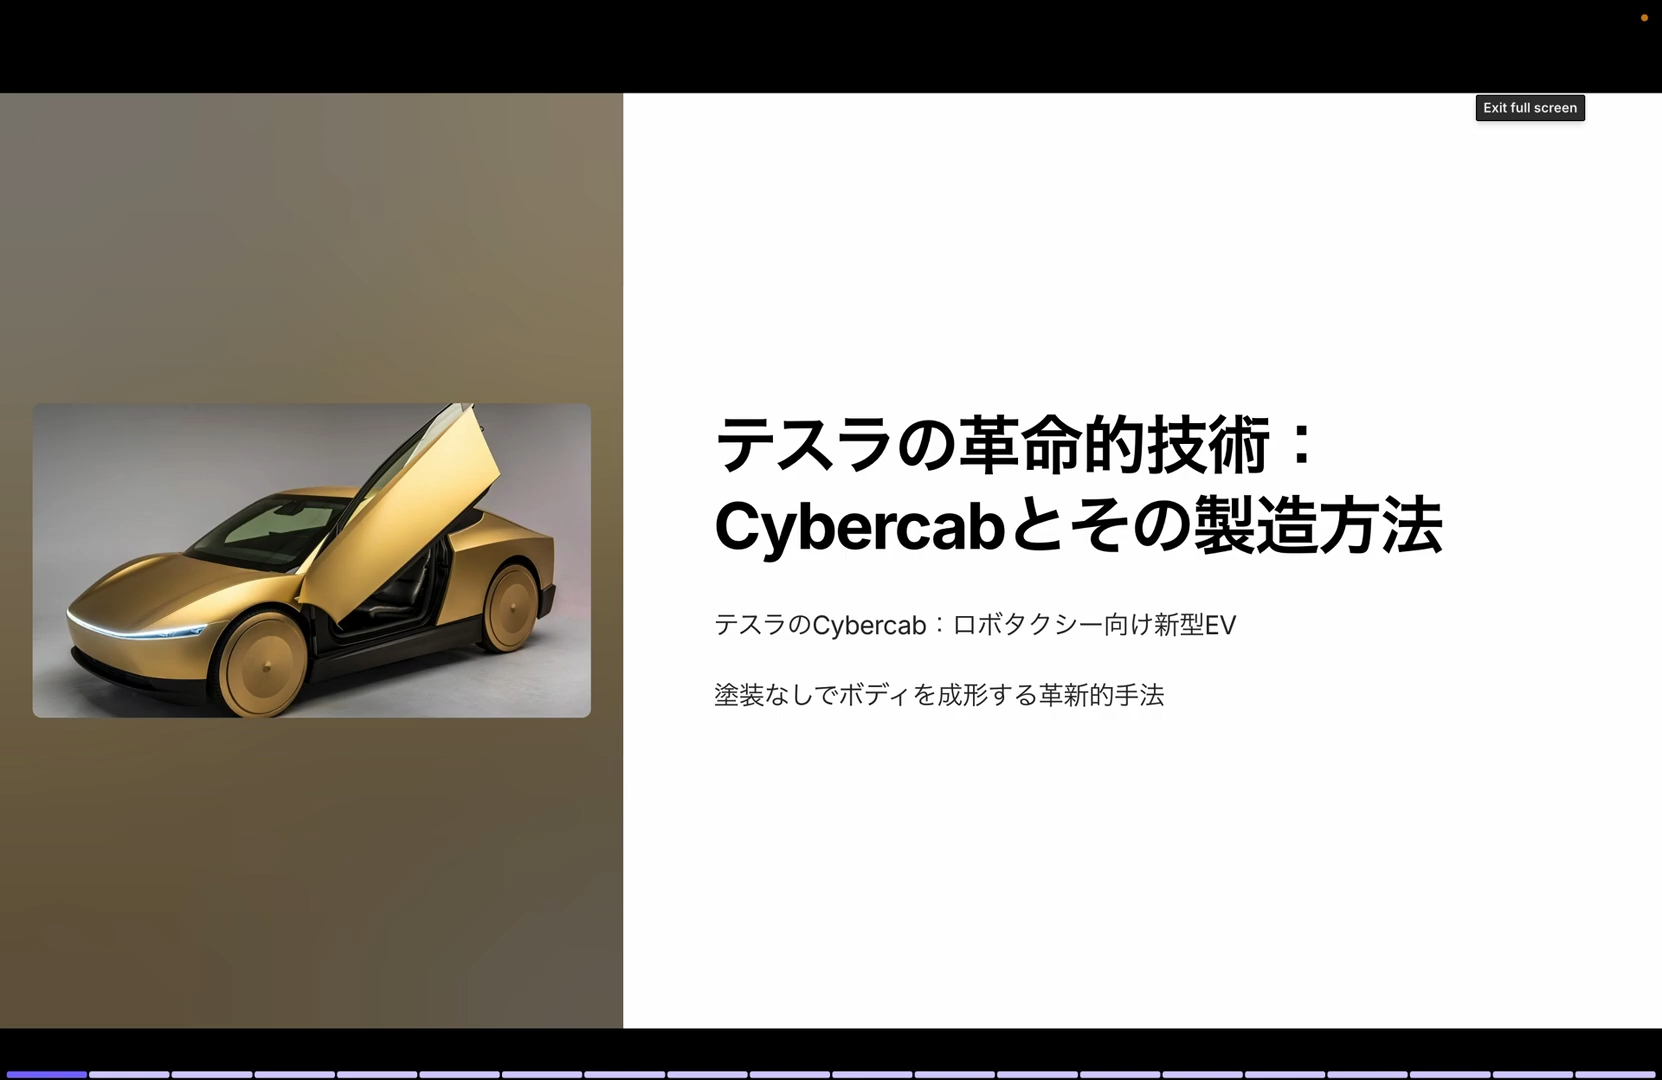 Exit full screen
テスラの革命的技術：
Cybercabとその製造方法
テスラのCybercab：ロボタクシー向け新型EV
塗装なしでボディを成形する革新的手法